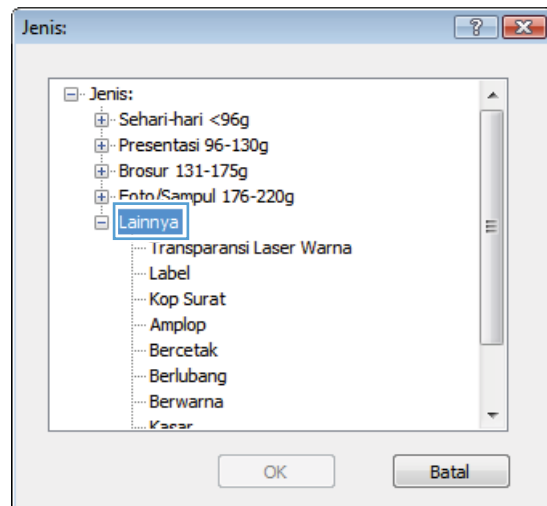 Jenis:
Jenis:
Sehari-hari <96g
Presentasi 96-130g
Brosur 131-175g
Foto/Sampul 176-220g
Lainnya
Transparansi Laser Warna
Label
Kop Surat
Amplop
Bercetak
Berlubang
Berwarna
Kasar
OK
Batal